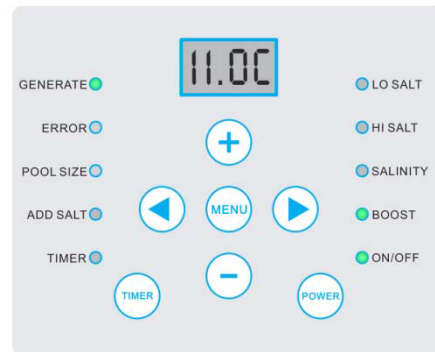 11.0C
GENERATE
LO SALT
ERROR
+
HI SALT
POOL SIZE
SALINITY
MENU
ADD SALT
BOOST
TIMER
−
ON/OFF
TIMER
POWER